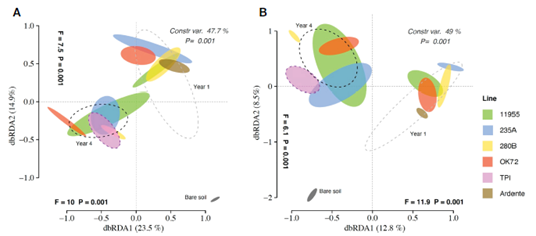 A
Constr var. 47.7 %
P= 0.001
F = 7.5 P = 0.001
dbRDA2 (14.9%)
1.0
0.5
0.0
−0.5
−1.0
Year 1
Year 4
Bare soil
F = 10 P = 0.001
−1.0
−0.5
0.0
0.5
1.0
dbRDA1 (23.5 %)
B
Constr var. 49 %
P= 0.001
Year 4
dbRDA2 (8.5%)
1
0
−1
−2
F = 6.1 P = 0.001
Year 1
Bare soil
F = 11.9 P = 0.001
−1.0
−0.5
0.0
0.5
1.0
dbRDA1 (12.8 %)
Line
11955
235A
280B
OK72
TPI
Ardente